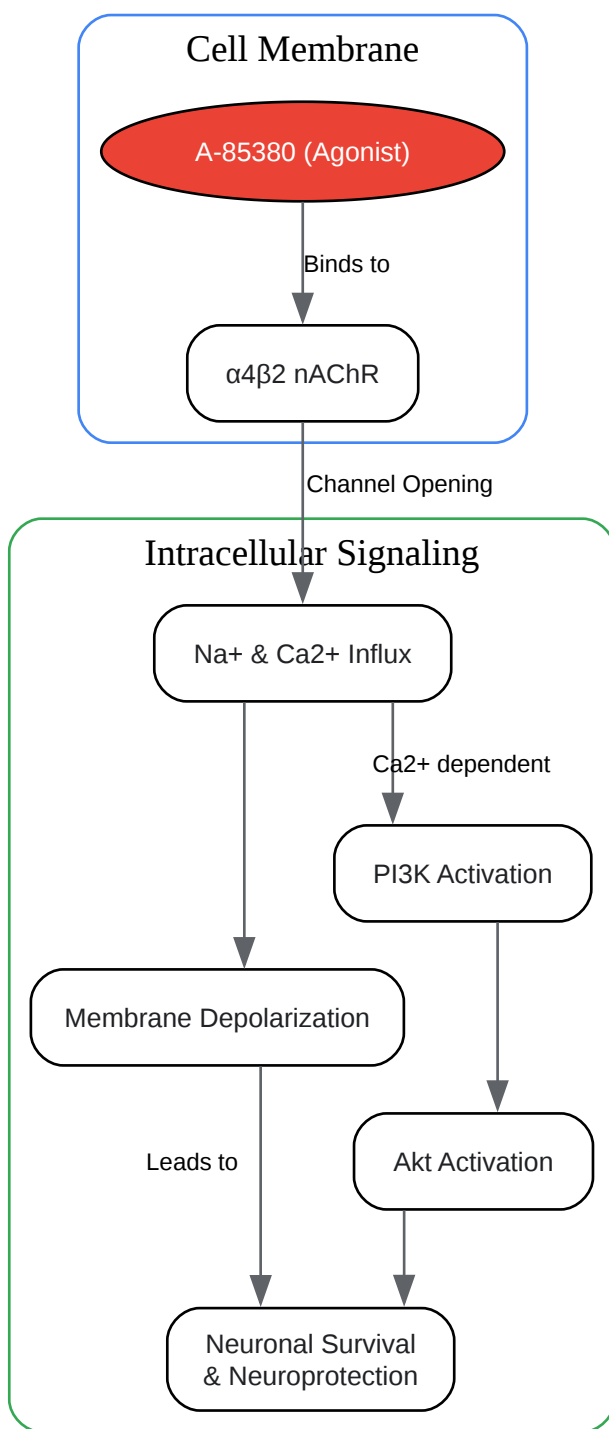 Cell Membrane
A-85380 (Agonist)
Binds to
α4β2 nAChR
Channel Opening
Intracellular Signaling
Na+ & Ca2+ Influx
Ca2+ dependent
PI3K Activation
Membrane Depolarization
Leads to
Akt Activation
Neuronal Survival
& Neuroprotection